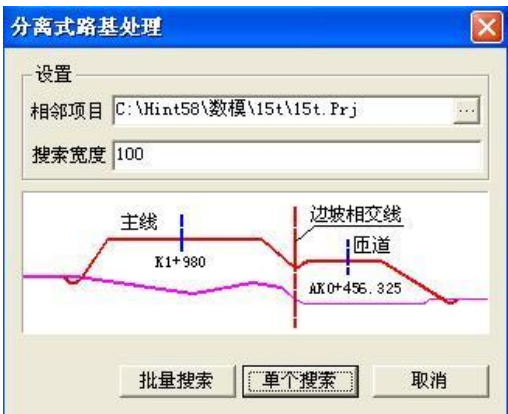 分离式路基处理
设置
相邻项目 C:\Hint58\数模\15t\15t.Prj ...
搜索宽度 100
主线
边坡相交线
匝道
K1+980
AK0+456.325
批量搜索 单个搜索 取消